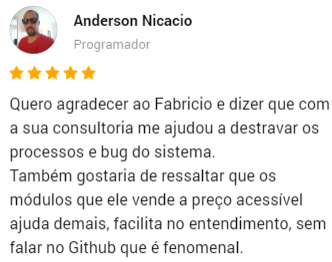 Anderson Nicacio
Programador
Quero agradecer ao Fabricio e dizer que com
a sua consultoria me ajudou a destravar os
processos e bug do sistema.
Também gostaria de ressaltar que os
módulos que ele vende a preço acessível
ajuda demais, facilita no entendimento, sem
falar no Github que é fenomenal.